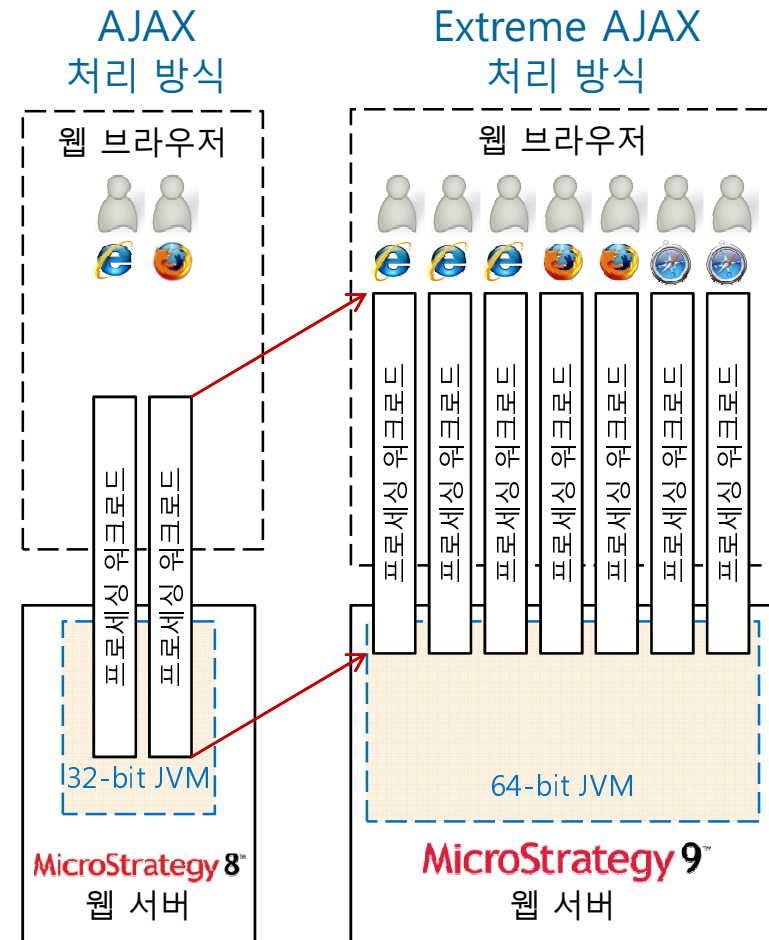 AJAX
처리 방식
웹 브라우저
프로세싱 워크로드
프로세싱 워크로드
32-bit JVM
MicroStrategy 8™
웹 서버
Extreme AJAX
처리 방식
웹 브라우저
프로세싱 워크로드
프로세싱 워크로드
프로세싱 워크로드
프로세싱 워크로드
프로세싱 워크로드
프로세싱 워크로드
프로세싱 워크로드
64-bit JVM
MicroStrategy 9™
웹 서버